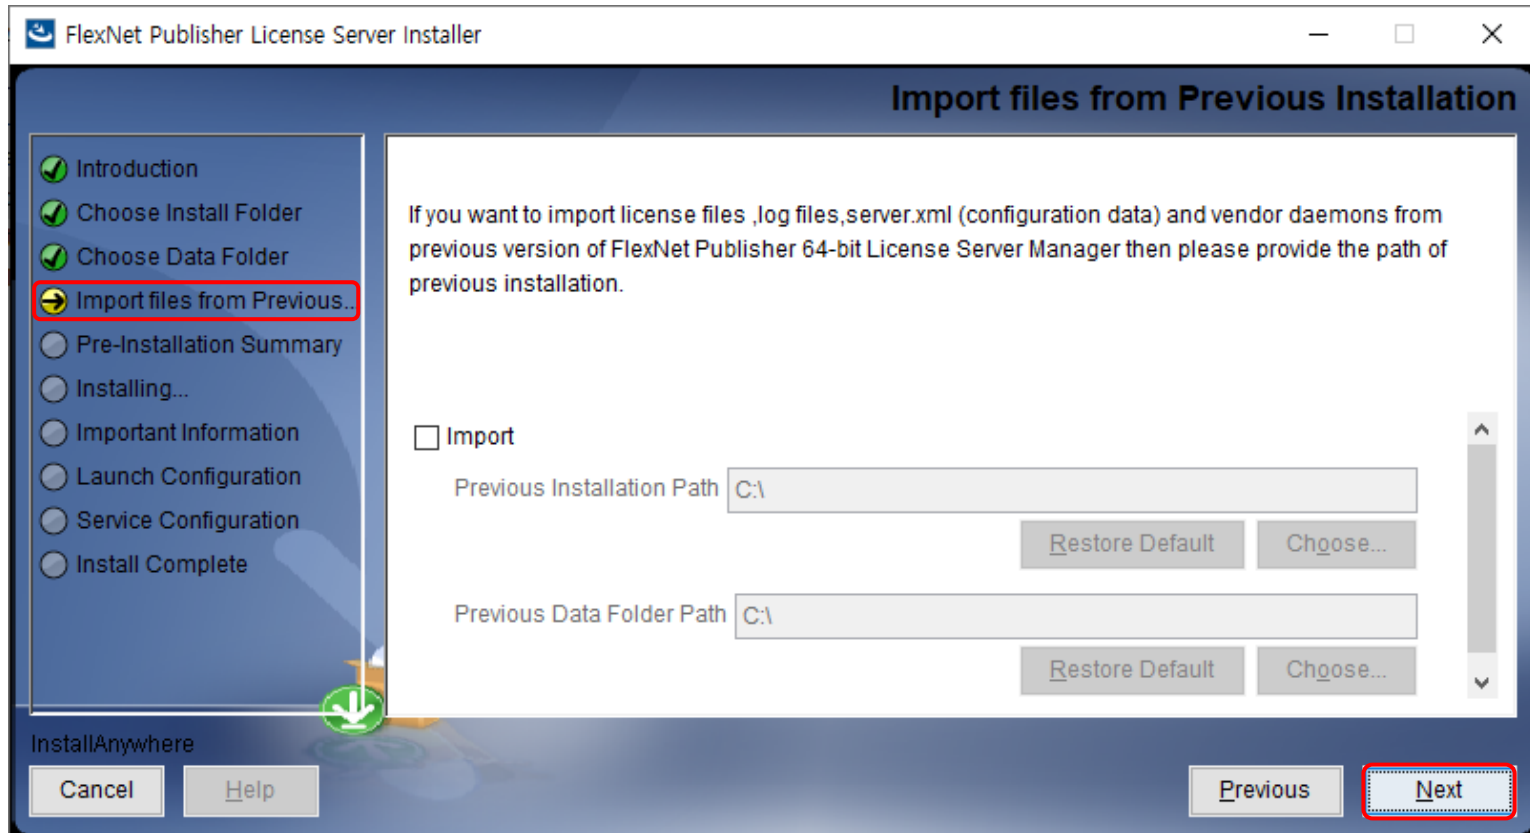 FlexNet Publisher License Server Installer
Import files from Previous Installation
Introduction
Choose Install Folder
Choose Data Folder
Import files from Previous..
Pre-Installation Summary
Installing...
Important Information
Launch Configuration
Service Configuration
Install Complete
If you want to import license files ,log files,server.xml (configuration data) and vendor daemons from
previous version of FlexNet Publisher 64-bit License Server Manager then please provide the path of
previous installation.
Import
Previous Installation Path C:\
Restore Default Choose...
Previous Data Folder Path C:\
Restore Default Choose...
InstallAnywhere
Cancel Help Previous Next